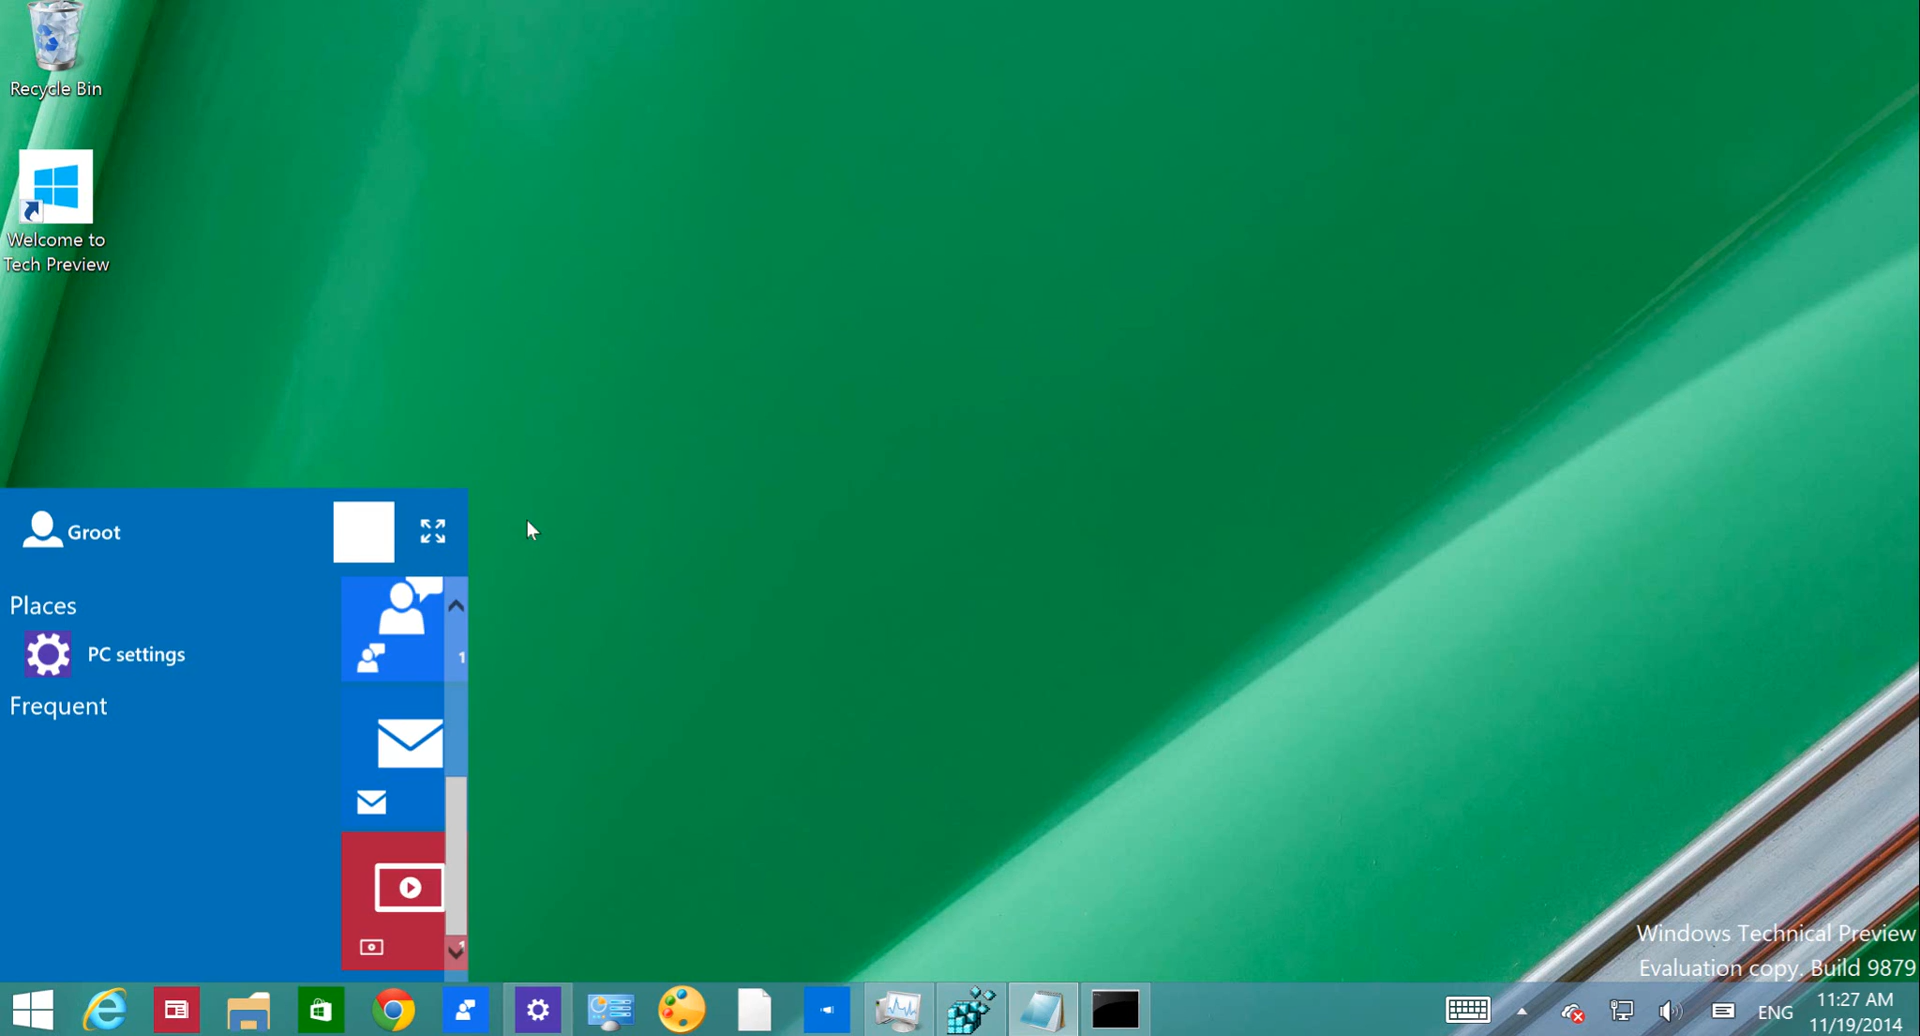 Recycle Bin
Welcome to
Tech Preview
Groot
Places
PC settings
Frequent
1
1
Windows Technical Preview
Evaluation copy. Build 9879
ENG
11:27 AM
11/19/2014